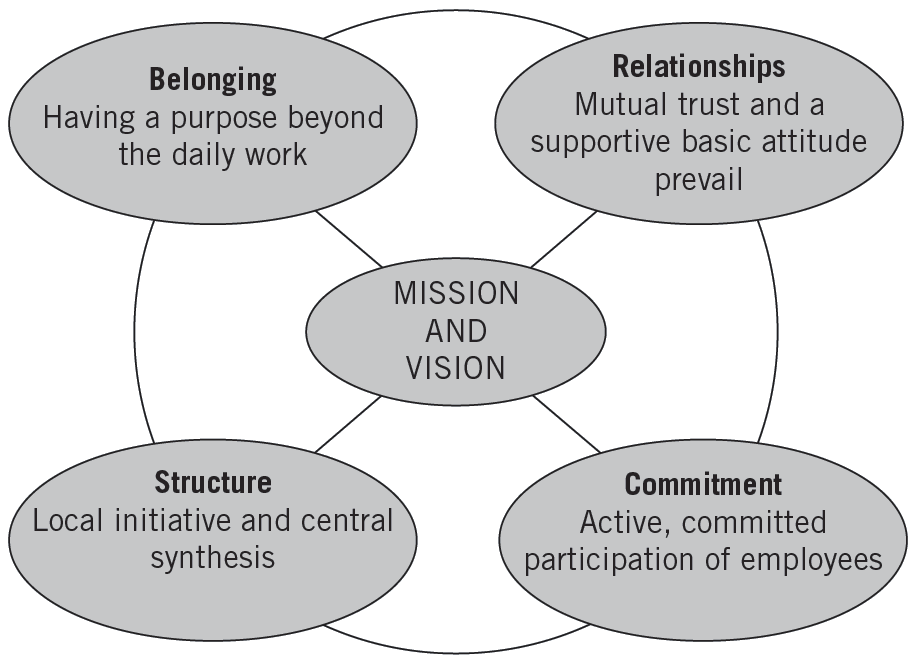 Belonging
Having a purpose beyond
the daily work
Relationships
Mutual trust and a
supportive basic attitude
prevail
MISSION
AND
VISION
Structure
Local initiative and central
synthesis
Commitment
Active, committed
participation of employees